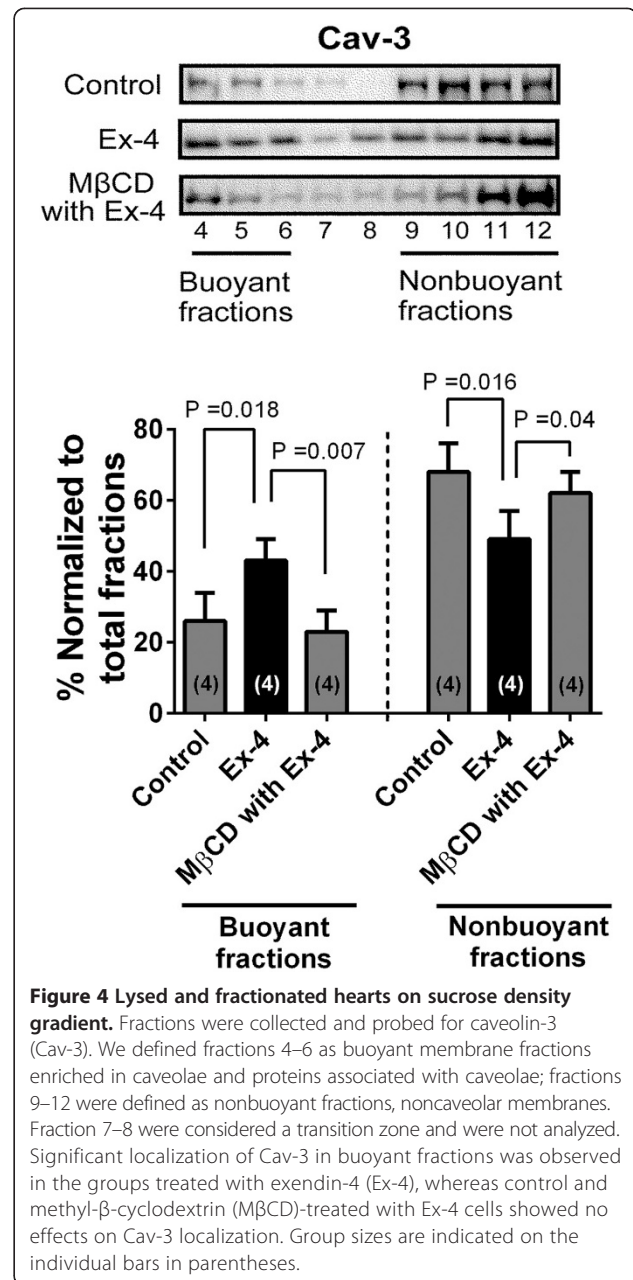 Cav-3
Control
Ex-4
MβCD
with Ex-4
4 5 6 7 8 9 10 11 12
Buoyant
fractions
Nonbuoyant
fractions
% Normalized to
total fractions
80
60
40
20
0
P =0.018
P =0.007
P =0.016
P =0.04
(4) (4) (4) (4) (4) (4)
Control
Ex-4
MβCD with Ex-4
Control
Ex-4
MβCD with Ex-4
Buoyant
fractions
Nonbuoyant
fractions
Figure 4 Lysed and fractionated hearts on sucrose density
gradient. Fractions were collected and probed for caveolin-3
(Cav-3). We defined fractions 4–6 as buoyant membrane fractions
enriched in caveolae and proteins associated with caveolae; fractions
9–12 were defined as nonbuoyant fractions, noncaveolar membranes.
Fraction 7–8 were considered a transition zone and were not analyzed.
Significant localization of Cav-3 in buoyant fractions was observed
in the groups treated with exendin-4 (Ex-4), whereas control and
methyl-β-cyclodextrin (MβCD)-treated with Ex-4 cells showed no
effects on Cav-3 localization. Group sizes are indicated on the
individual bars in parentheses.